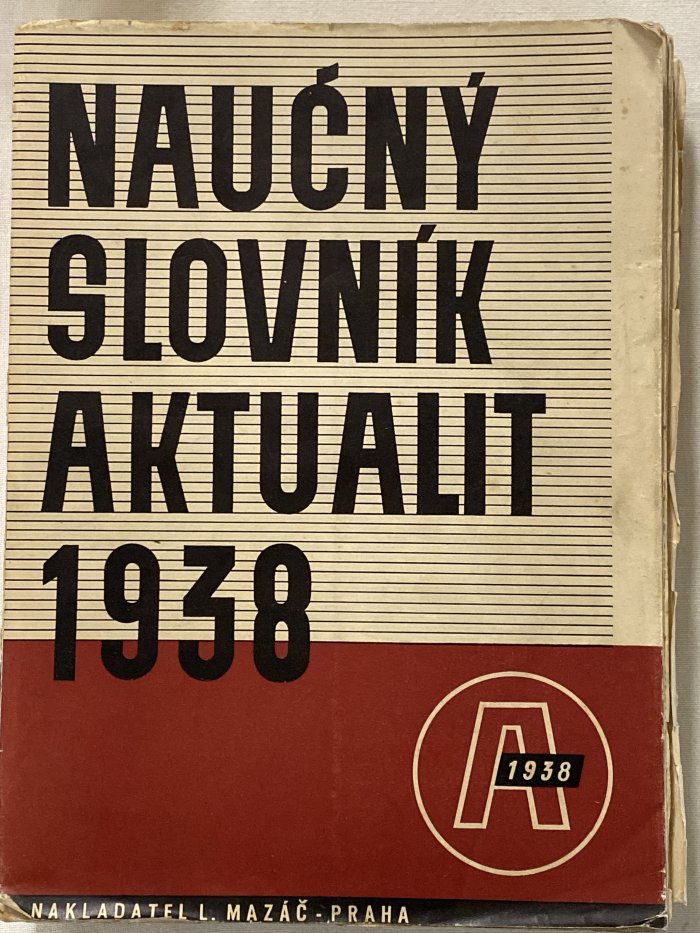 NAUČNÝ
SLOVNÍK
AKTUALIT
1938
A
1938
NAKLADATEL L. MAZÁČ - PRAHA